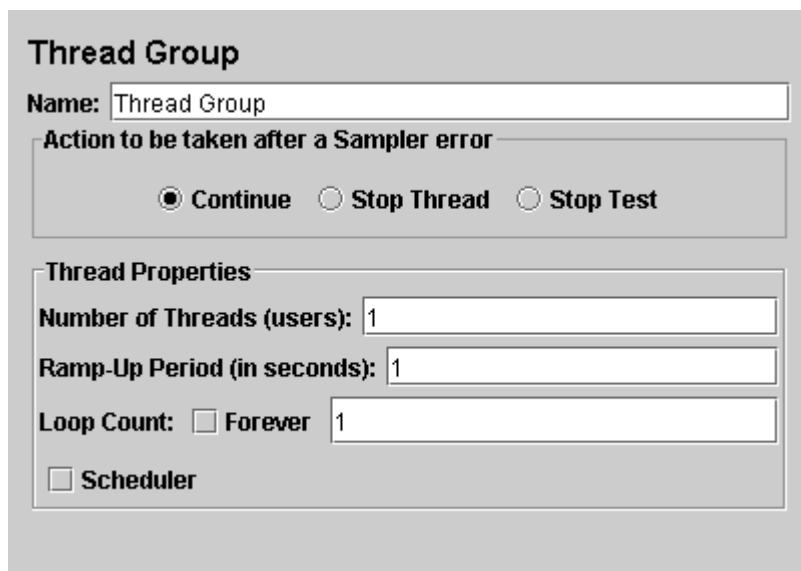 Thread Group
Name: Thread Group
Action to be taken after a Sampler error
Continue Stop Thread Stop Test
Thread Properties
Number of Threads (users): 1
Ramp-Up Period (in seconds): 1
Loop Count: Forever 1
Scheduler